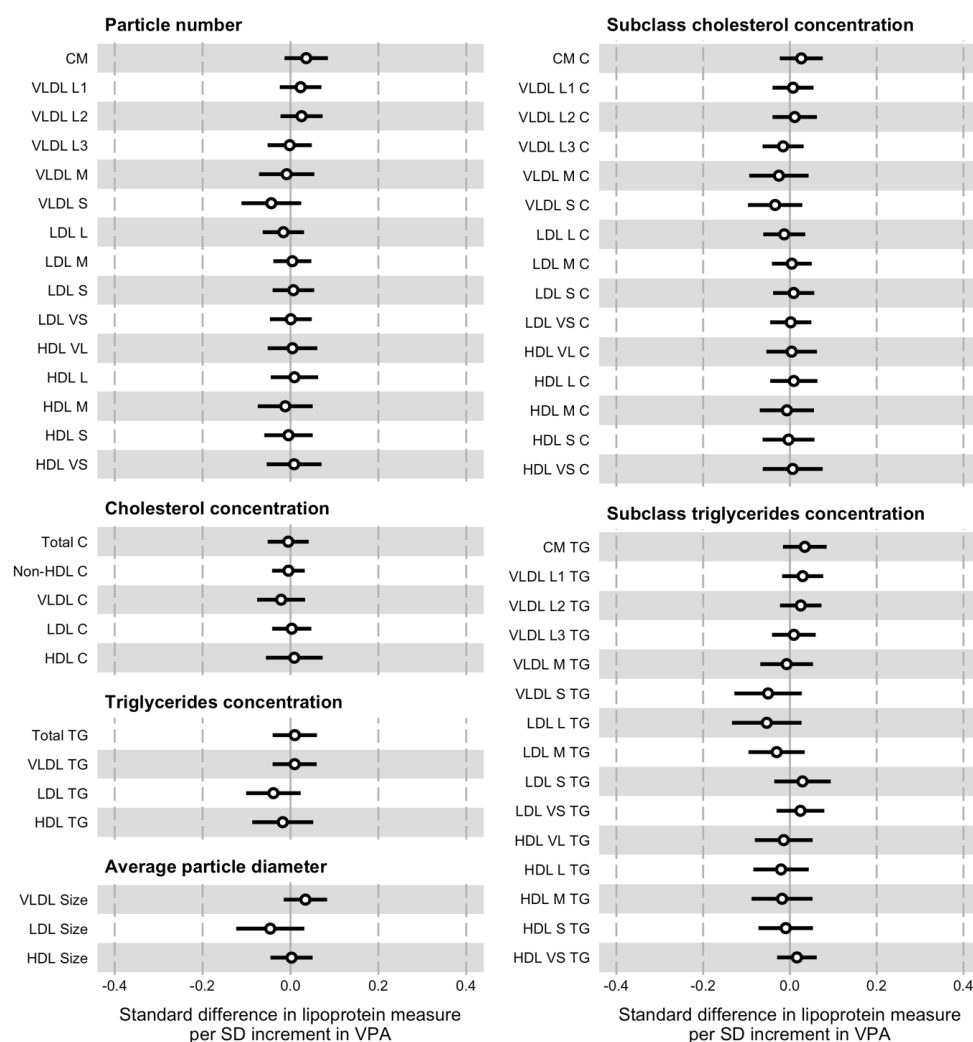 Particle number
CM
VLDL L1
VLDL L2
VLDL L3
VLDL M
VLDL S
LDL L
LDL M
LDL S
LDL VS
HDL VL
HDL L
HDL M
HDL S
HDL VS
Cholesterol concentration
Total C
Non-HDL C
VLDL C
LDL C
HDL C
Triglycerides concentration
Total TG
VLDL TG
LDL TG
HDL TG
Average particle diameter
VLDL Size
LDL Size
HDL Size
-0.4 -0.2 0.0 0.2 0.4
Standard difference in lipoprotein measure
per SD increment in VPA
Subclass cholesterol concentration
CM C
VLDL L1 C
VLDL L2 C
VLDL L3 C
VLDL M C
VLDL S C
LDL L C
LDL M C
LDL S C
LDL VS C
HDL VL C
HDL L C
HDL M C
HDL S C
HDL VS C
Subclass triglycerides concentration
CM TG
VLDL L1 TG
VLDL L2 TG
VLDL L3 TG
VLDL M TG
VLDL S TG
LDL L TG
LDL M TG
LDL S TG
LDL VS TG
HDL VL TG
HDL L TG
HDL M TG
HDL S TG
HDL VS TG
-0.4 -0.2 0.0 0.2 0.4
Standard difference in lipoprotein measure
per SD increment in VPA